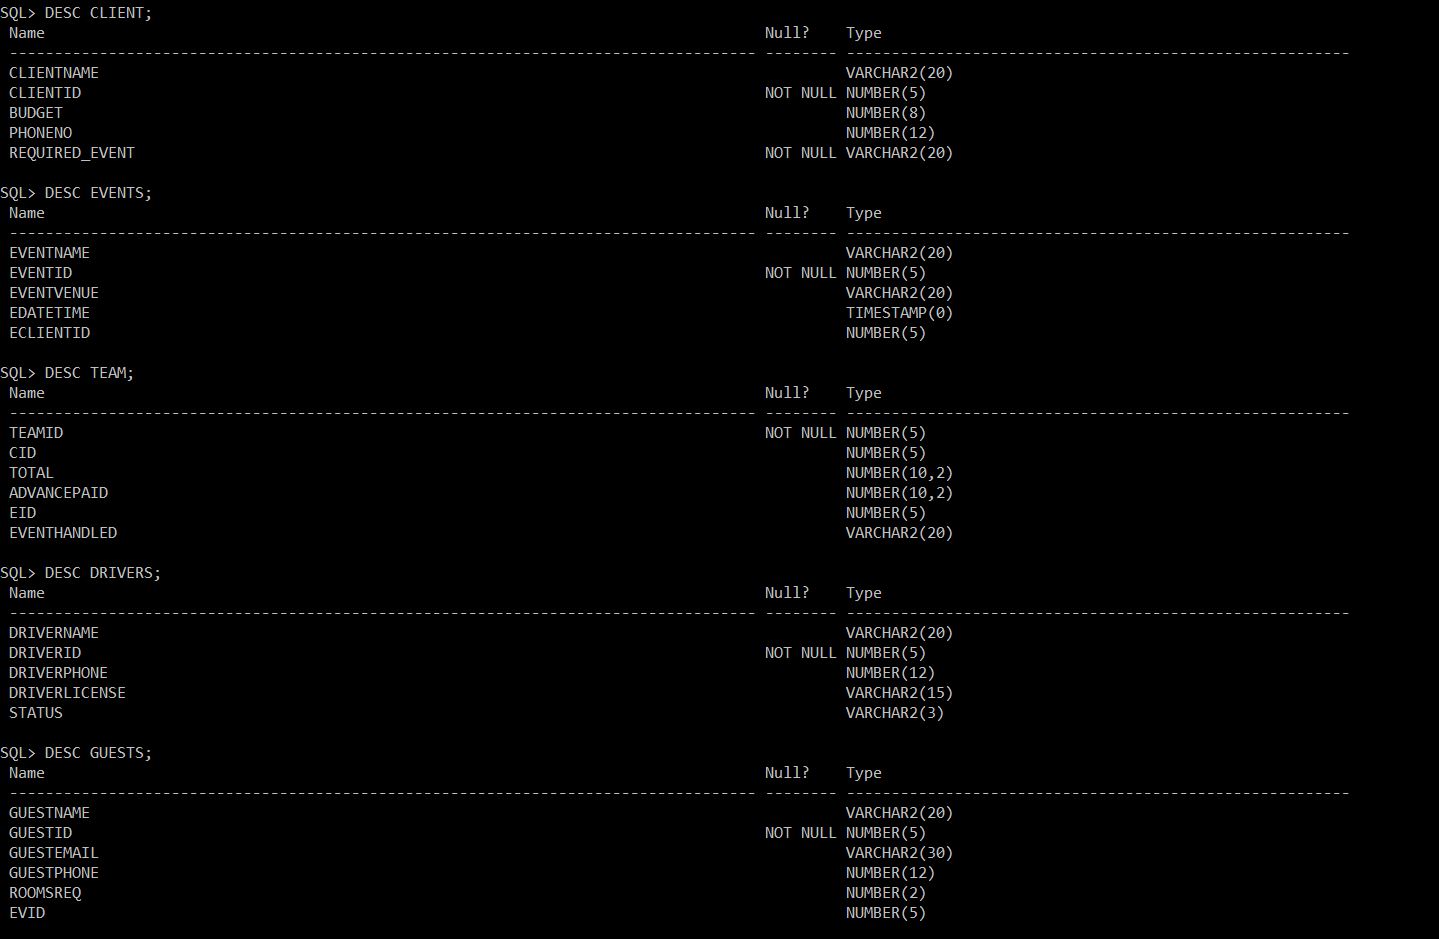 SQL> DESC CLIENT;
Name Null? Type
----------------------------------------------------------------------------------- -------- --------------------------------------------------------
CLIENTNAME VARCHAR2(20)
CLIENTID NOT NULL NUMBER(5)
BUDGET NUMBER(8)
PHONENO NUMBER(12)
REQUIRED_EVENT NOT NULL VARCHAR2(20)
SQL> DESC EVENTS;
Name Null? Type
----------------------------------------------------------------------------------- -------- --------------------------------------------------------
EVENTNAME VARCHAR2(20)
EVENTID NOT NULL NUMBER(5)
EVENTVENUE VARCHAR2(20)
EDATETIME TIMESTAMP(0)
ECLIENTID NUMBER(5)
SQL> DESC TEAM;
Name Null? Type
----------------------------------------------------------------------------------- -------- --------------------------------------------------------
TEAMID NOT NULL NUMBER(5)
CID NUMBER(5)
TOTAL NUMBER(10,2)
ADVANCEPAID NUMBER(10,2)
EID NUMBER(5)
EVENTHANDLED VARCHAR2(20)
SQL> DESC DRIVERS;
Name Null? Type
----------------------------------------------------------------------------------- -------- --------------------------------------------------------
DRIVERNAME VARCHAR2(20)
DRIVERID NOT NULL NUMBER(5)
DRIVERPHONE NUMBER(12)
DRIVERLICENSE VARCHAR2(15)
STATUS VARCHAR2(3)
SQL> DESC GUESTS;
Name Null? Type
----------------------------------------------------------------------------------- -------- --------------------------------------------------------
GUESTNAME VARCHAR2(20)
GUESTID NOT NULL NUMBER(5)
GUESTEMAIL VARCHAR2(30)
GUESTPHONE NUMBER(12)
ROOMSREQ NUMBER(2)
EVID NUMBER(5)